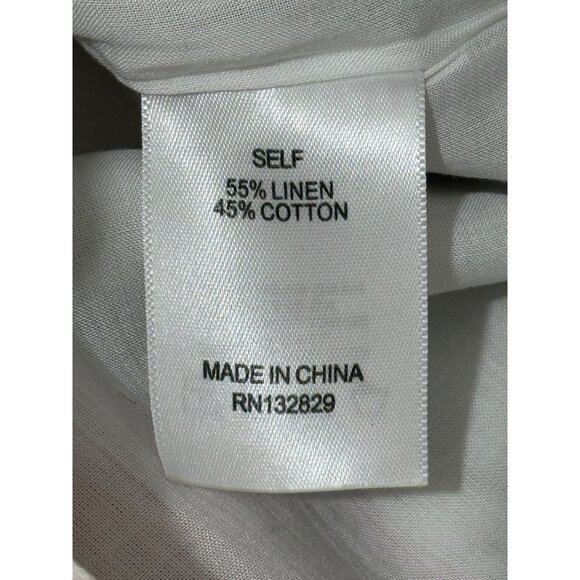 SELF
55% LINEN
45% COTTON
MADE IN CHINA
RN132829